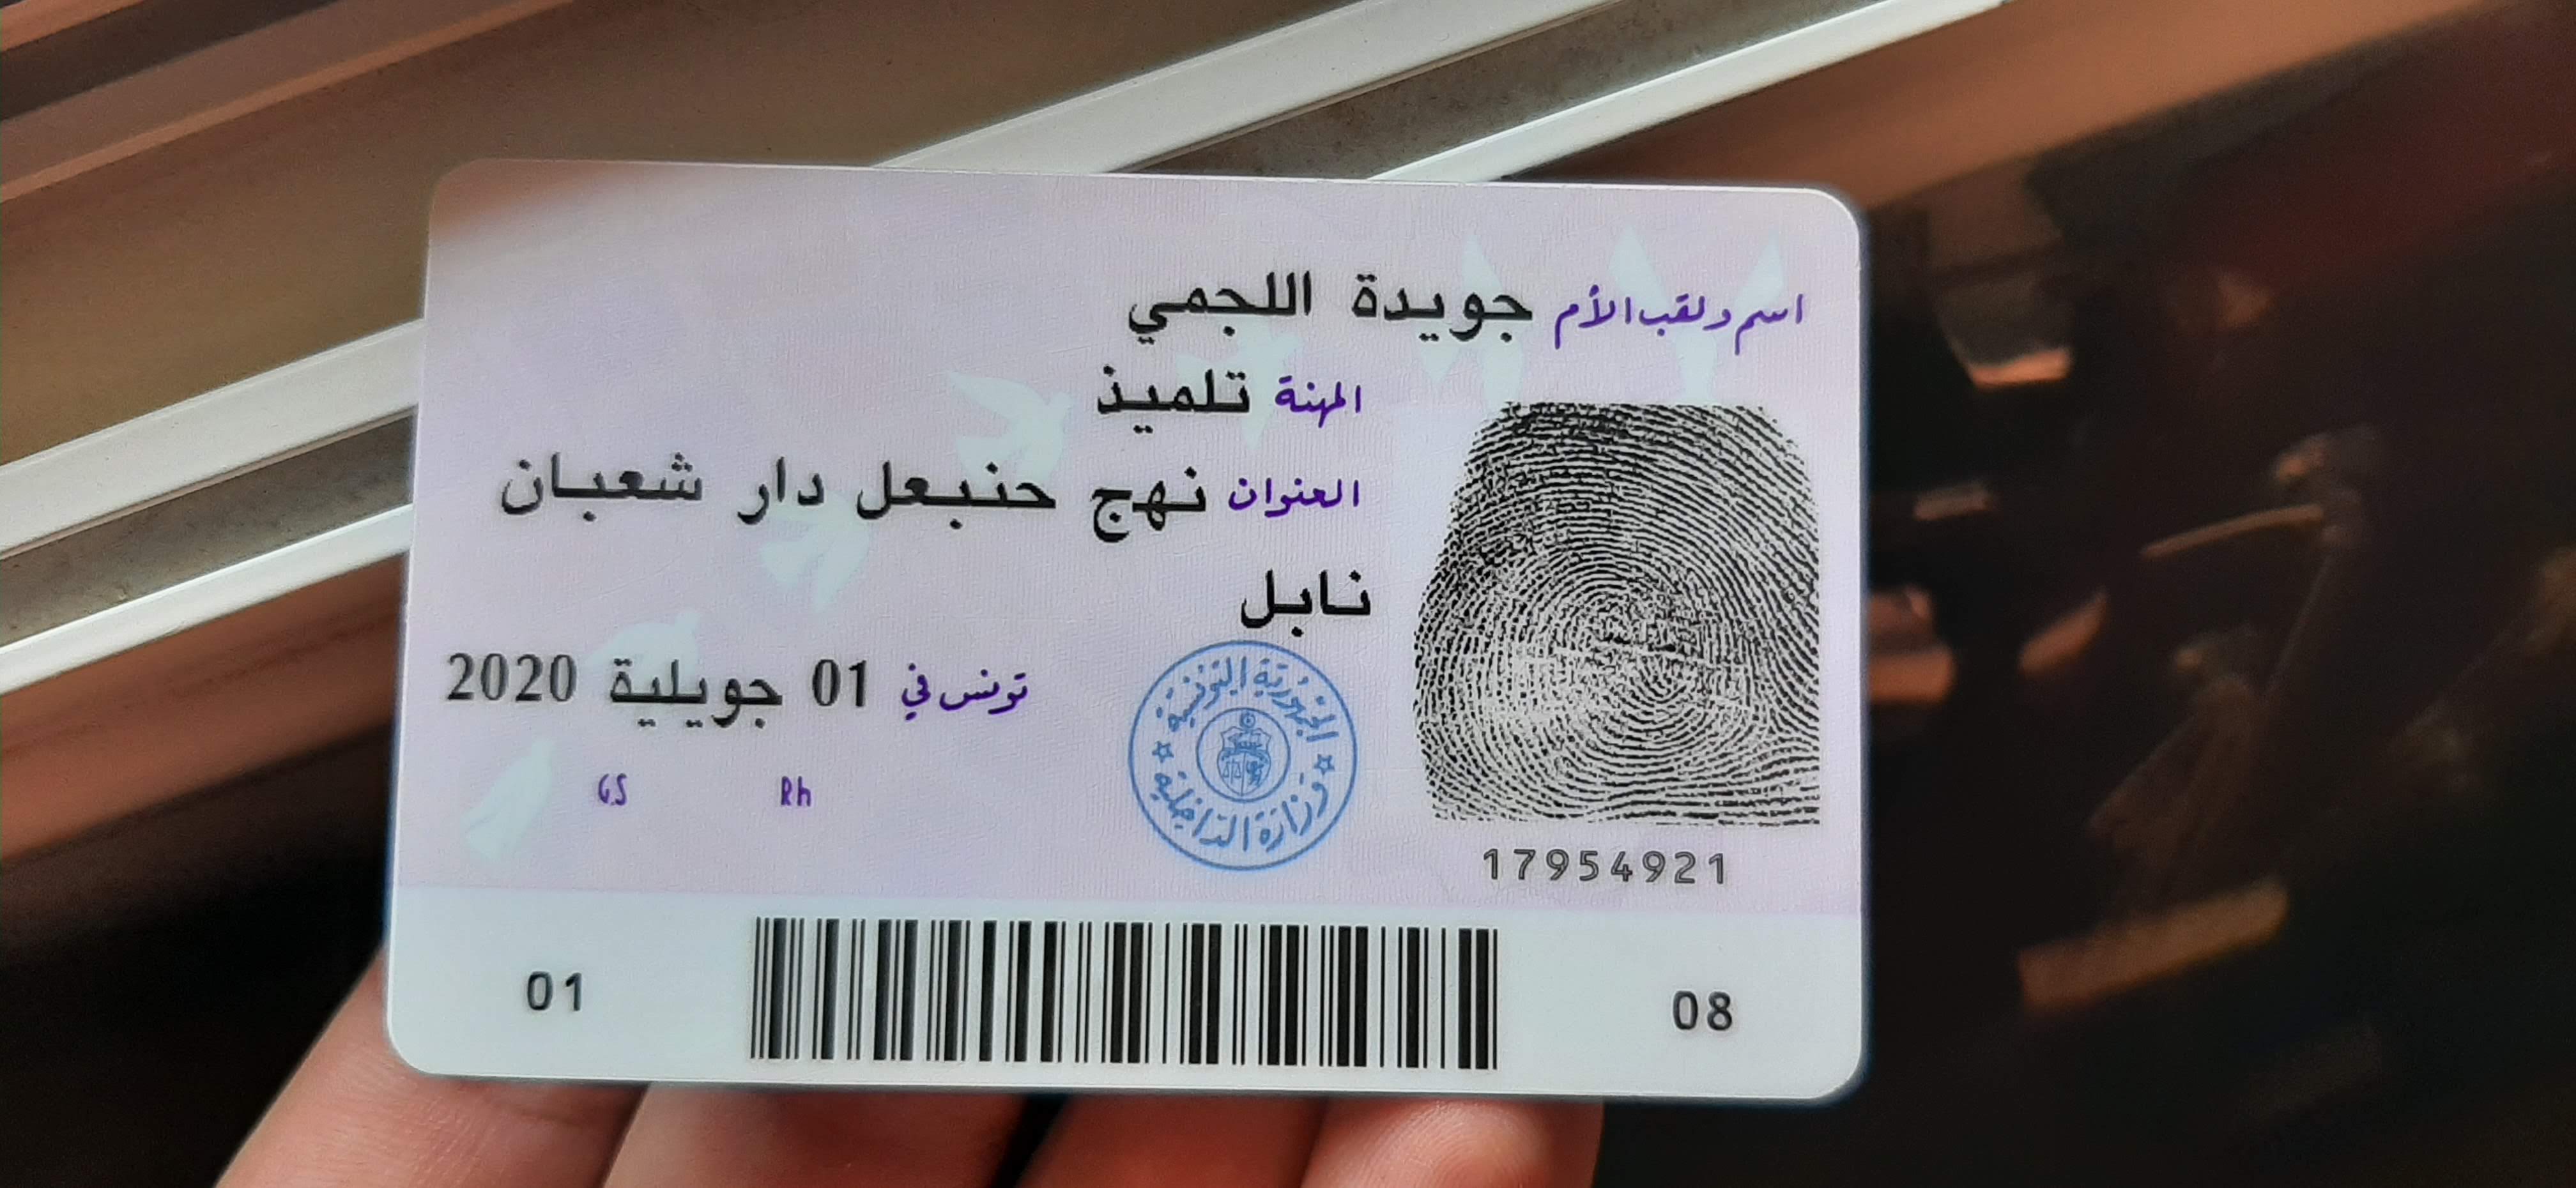 اسم ولقب الأم جويدة اللجمي
المهنة تلميذ
العنوان نهج حنبعل دار شعبان
نابل
تونس في 01 جويلية 2020
GS Rh
الجمهورية التونسية
وزارة الداخلية
17954921
01 08